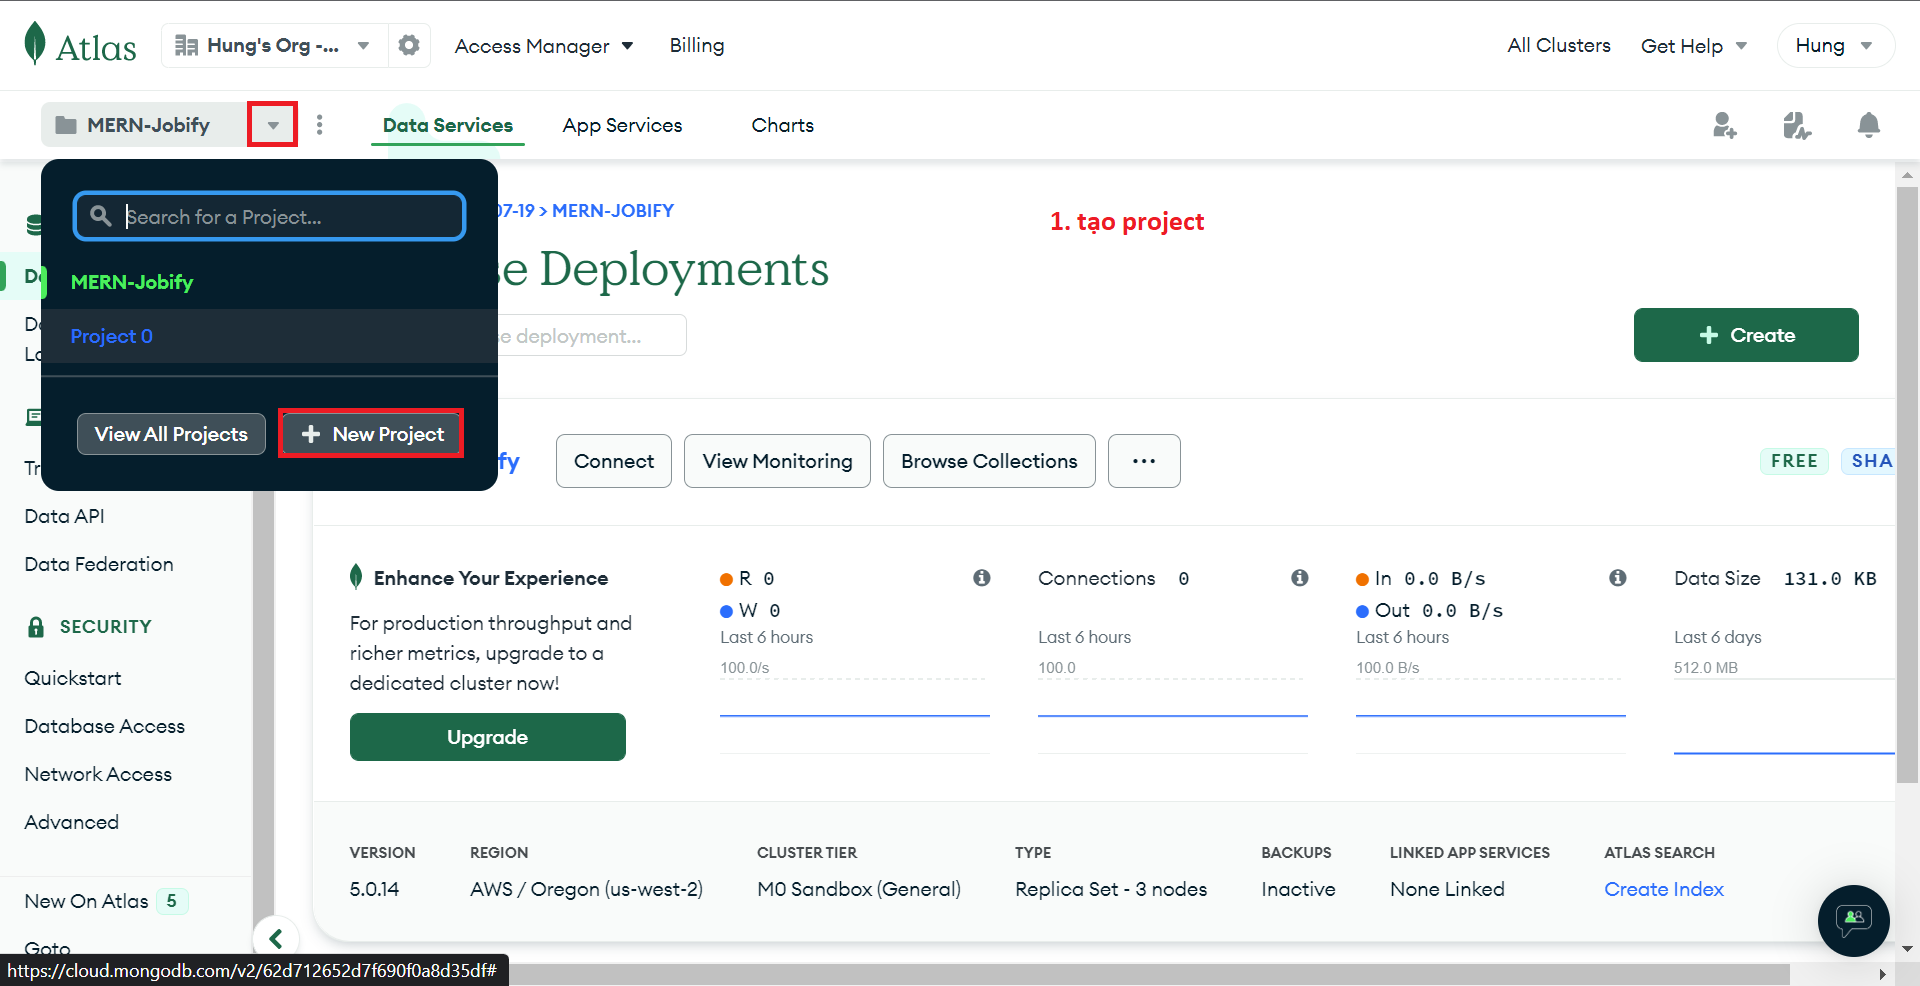 Atlas
Hung's Org -...
Access Manager
Billing
All Clusters
Get Help
Hung
MERN-Jobify
Data Services
App Services
Charts
Search for a Project...
MERN-Jobify
Project 0
View All Projects
New Project
07-19 > MERN-JOBIFY
1. tạo project
se Deployments
se deployment...
Create
fy
Connect
View Monitoring
Browse Collections
...
FREE
SHA
Da
Da
La
Tr
Data API
Data Federation
SECURITY
Quickstart
Database Access
Network Access
Advanced
New On Atlas 5
Goto
Enhance Your Experience
For production throughput and
richer metrics, upgrade to a
dedicated cluster now!
Upgrade
R 0
W 0
Last 6 hours
100.0/s
Connections 0
Last 6 hours
100.0
In 0.0 B/s
Out 0.0 B/s
Last 6 hours
100.0 B/s
Data Size 131.0 KB
Last 6 days
512.0 MB
VERSION REGION CLUSTER TIER TYPE BACKUPS LINKED APP SERVICES ATLAS SEARCH
5.0.14 AWS / Oregon (us-west-2) M0 Sandbox (General) Replica Set - 3 nodes Inactive None Linked Create Index
https://cloud.mongodb.com/v2/62d712652d7f690f0a8d35df#